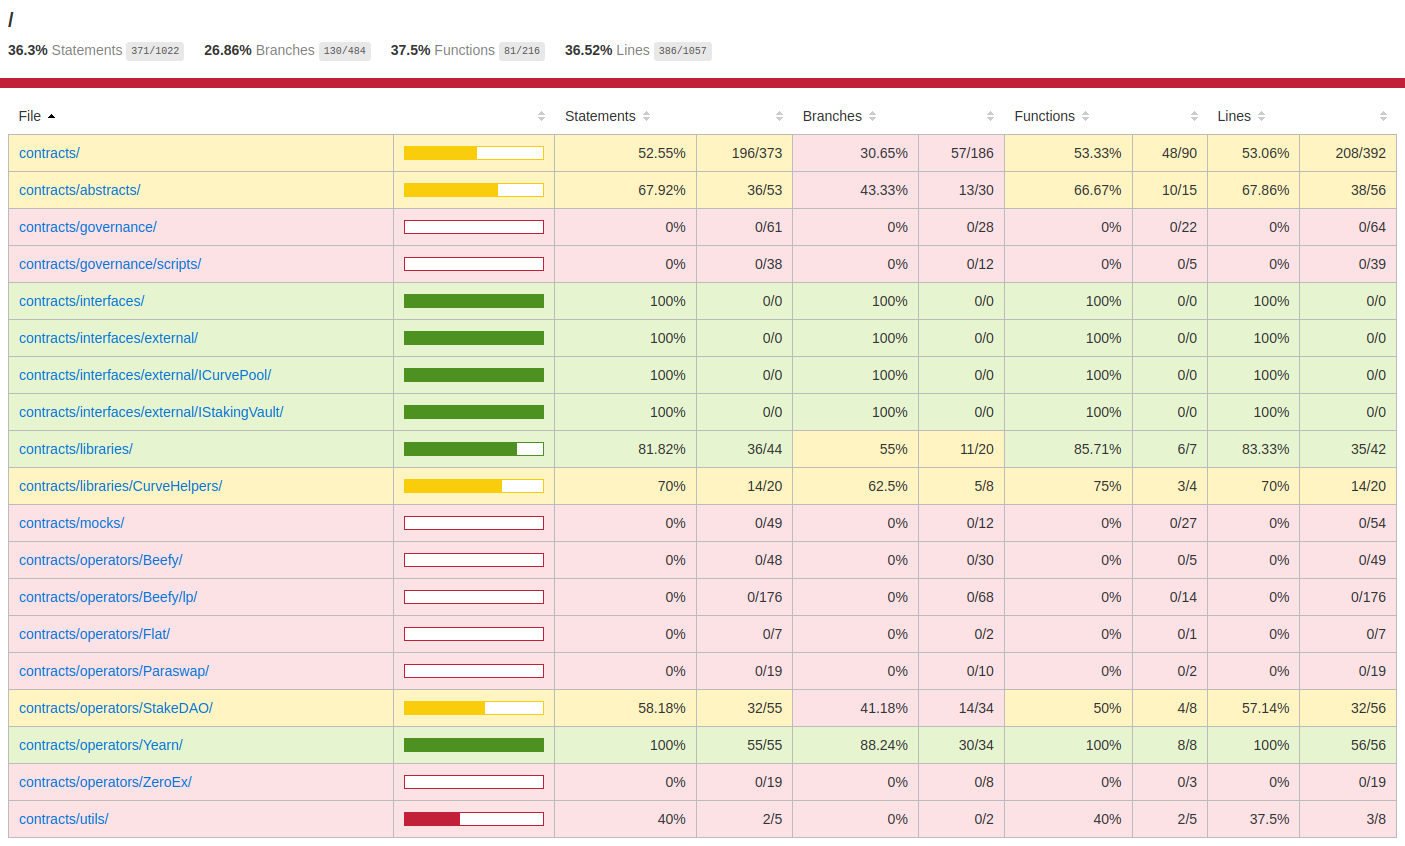 /
36.3% Statements 371/1022 26.86% Branches 130/484 37.5% Functions 81/216 36.52% Lines 386/1057
File Statements Branches Functions Lines
contracts/ 52.55% 196/373 30.65% 57/186 53.33% 48/90 53.06% 208/392
contracts/abstracts/ 67.92% 36/53 43.33% 13/30 66.67% 10/15 67.86% 38/56
contracts/governance/ 0% 0/61 0% 0/28 0% 0/22 0% 0/64
contracts/governance/scripts/ 0% 0/38 0% 0/12 0% 0/5 0% 0/39
contracts/interfaces/ 100% 0/0 100% 0/0 100% 0/0 100% 0/0
contracts/interfaces/external/ 100% 0/0 100% 0/0 100% 0/0 100% 0/0
contracts/interfaces/external/ICurvePool/ 100% 0/0 100% 0/0 100% 0/0 100% 0/0
contracts/interfaces/external/IStakingVault/ 100% 0/0 100% 0/0 100% 0/0 100% 0/0
contracts/libraries/ 81.82% 36/44 55% 11/20 85.71% 6/7 83.33% 35/42
contracts/libraries/CurveHelpers/ 70% 14/20 62.5% 5/8 75% 3/4 70% 14/20
contracts/mocks/ 0% 0/49 0% 0/12 0% 0/27 0% 0/54
contracts/operators/Beefy/ 0% 0/48 0% 0/30 0% 0/5 0% 0/49
contracts/operators/Beefy/lp/ 0% 0/176 0% 0/68 0% 0/14 0% 0/176
contracts/operators/Flat/ 0% 0/7 0% 0/2 0% 0/1 0% 0/7
contracts/operators/Paraswap/ 0% 0/19 0% 0/10 0% 0/2 0% 0/19
contracts/operators/StakeDAO/ 58.18% 32/55 41.18% 14/34 50% 4/8 57.14% 32/56
contracts/operators/Yearn/ 100% 55/55 88.24% 30/34 100% 8/8 100% 56/56
contracts/operators/ZeroEx/ 0% 0/19 0% 0/8 0% 0/3 0% 0/19
contracts/utils/ 40% 2/5 0% 0/2 40% 2/5 37.5% 3/8